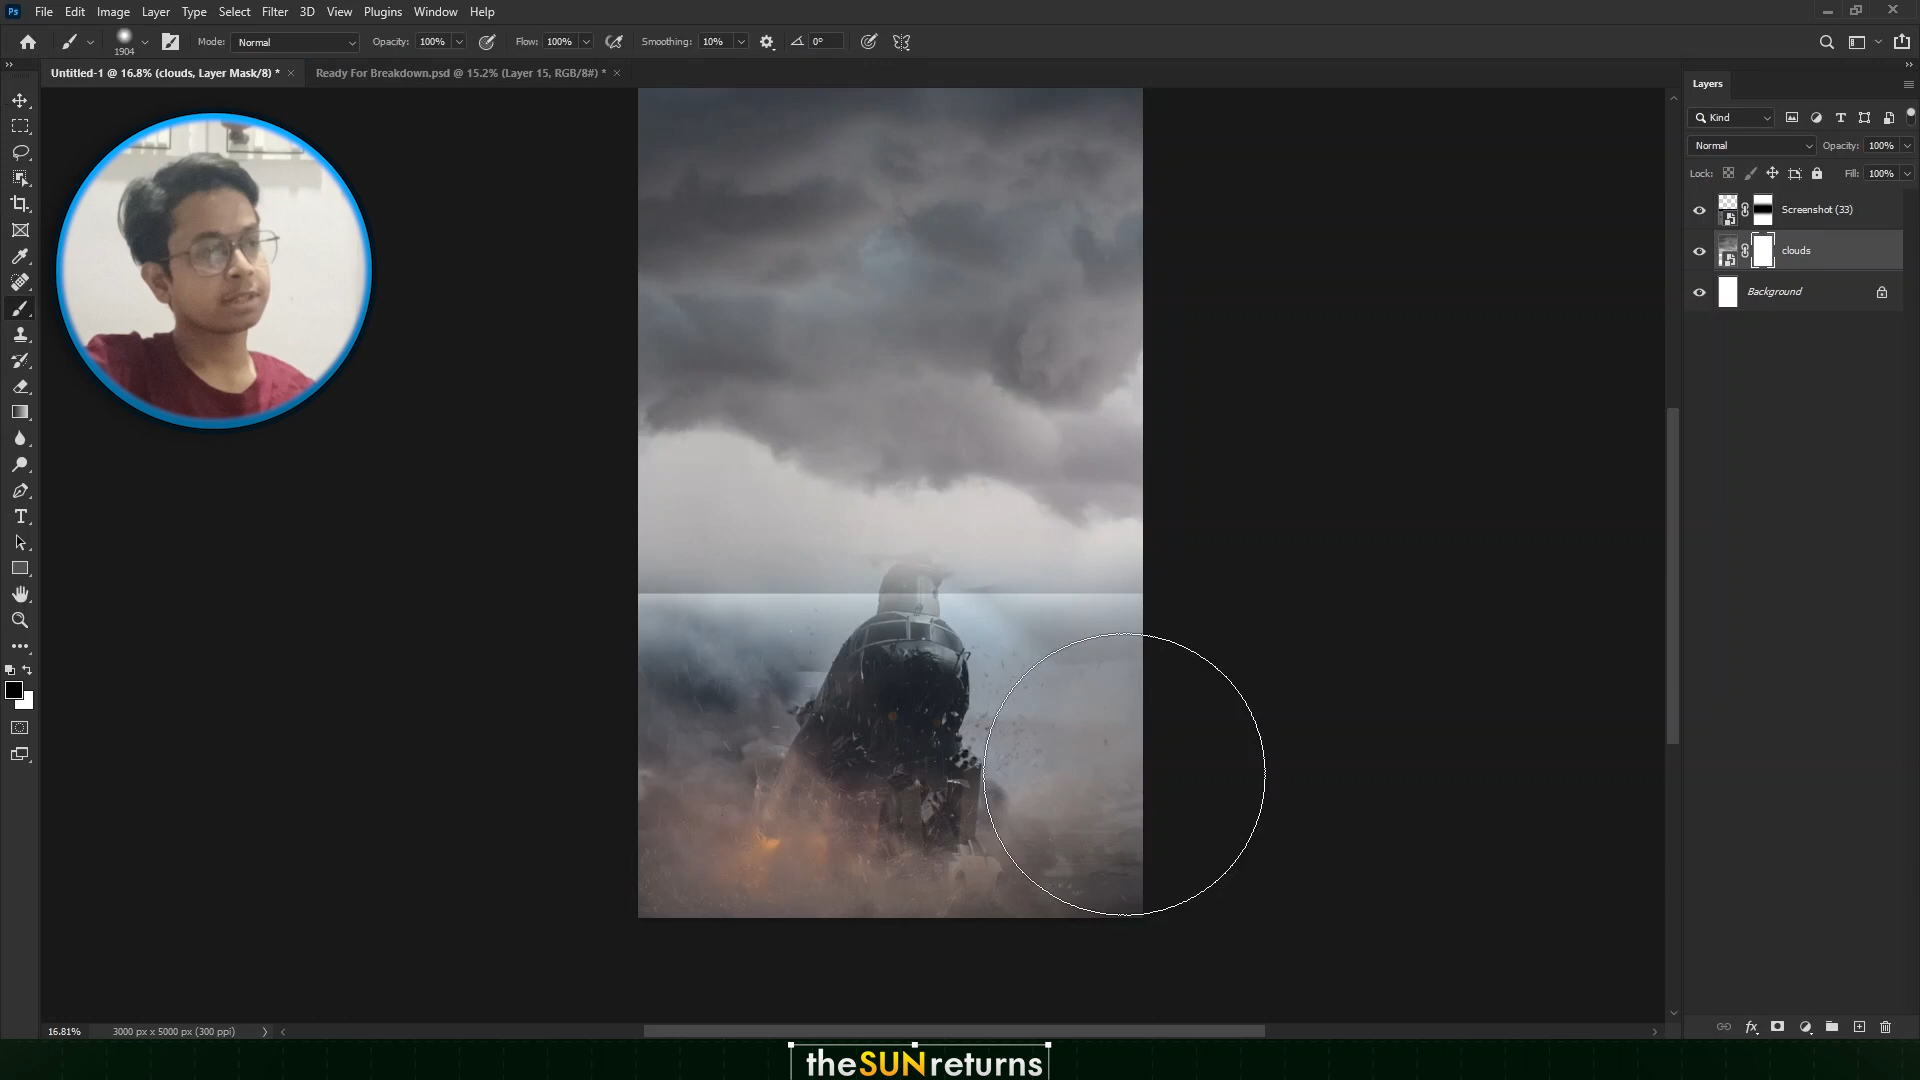 Ps File Edit Image Layer Type Select Filter 3D View Plugins Window Help
1904 Mode: Normal Opacity: 100% Flow: 100% Smoothing: 10% 0°
Untitled-1 @ 16.8% (clouds, Layer Mask/8) * × Ready For Breakdown.psd @ 15.2% (Layer 15, RGB/8#) * ×
Layers
Kind
Normal Opacity: 100%
Lock: Fill: 100%
Screenshot (33)
clouds
Background
16.81% 3000 px x 5000 px (300 ppi)
theSUNreturns